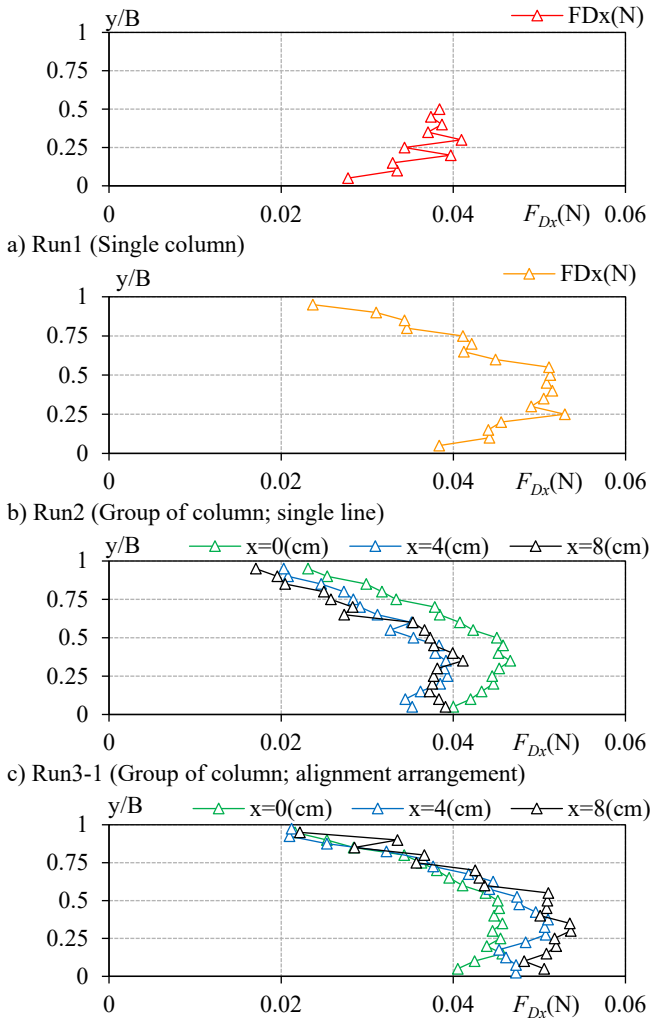 y/B
FDx(N)
1
0.75
0.5
0.25
0
0 0.02 0.04 F_Dx(N) 0.06
a) Run1 (Single column)
y/B
FDx(N)
1
0.75
0.5
0.25
0
0 0.02 0.04 F_Dx(N) 0.06
b) Run2 (Group of column; single line)
y/B
x=0(cm) x=4(cm) x=8(cm)
1
0.75
0.5
0.25
0
0 0.02 0.04 F_Dx(N) 0.06
c) Run3-1 (Group of column; alignment arrangement)
y/B
x=0(cm) x=4(cm) x=8(cm)
1
0.75
0.5
0.25
0
0 0.02 0.04 F_Dx(N) 0.06